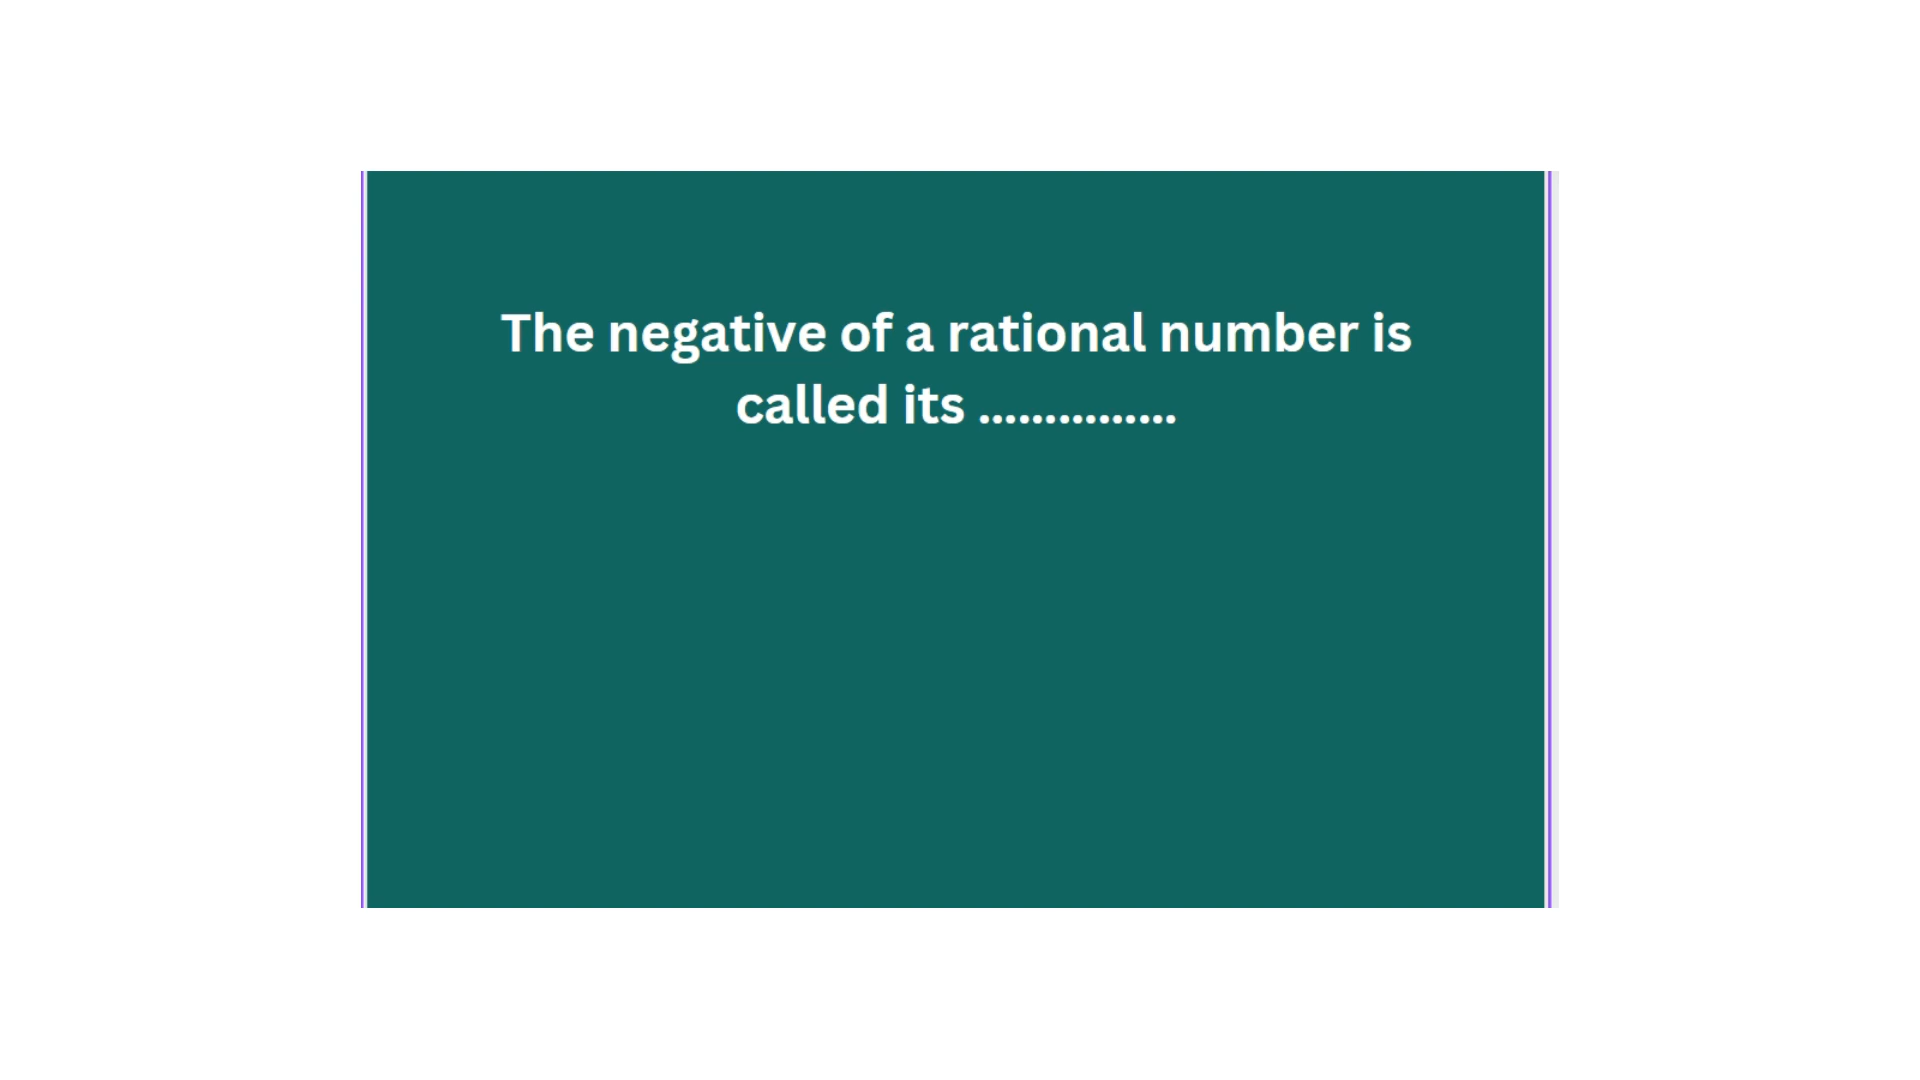 The negative of a rational number is
called its ...............